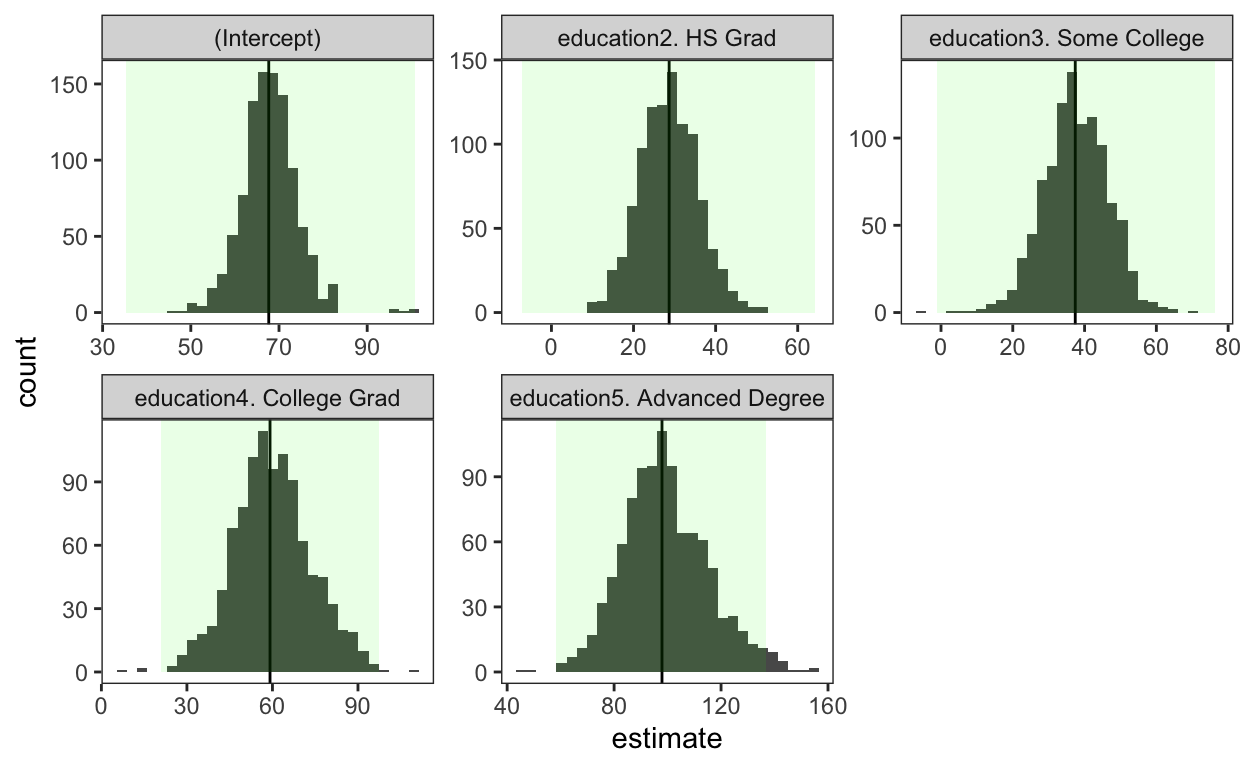 (Intercept)
education2. HS Grad
education3. Some College
150
100
50
0
30 50 70 90
150
100
50
0
0 20 40 60
100
50
0
0 20 40 60 80
count
education4. College Grad
education5. Advanced Degree
90
60
30
0
0 30 60 90
90
60
30
0
40 80 120 160
estimate